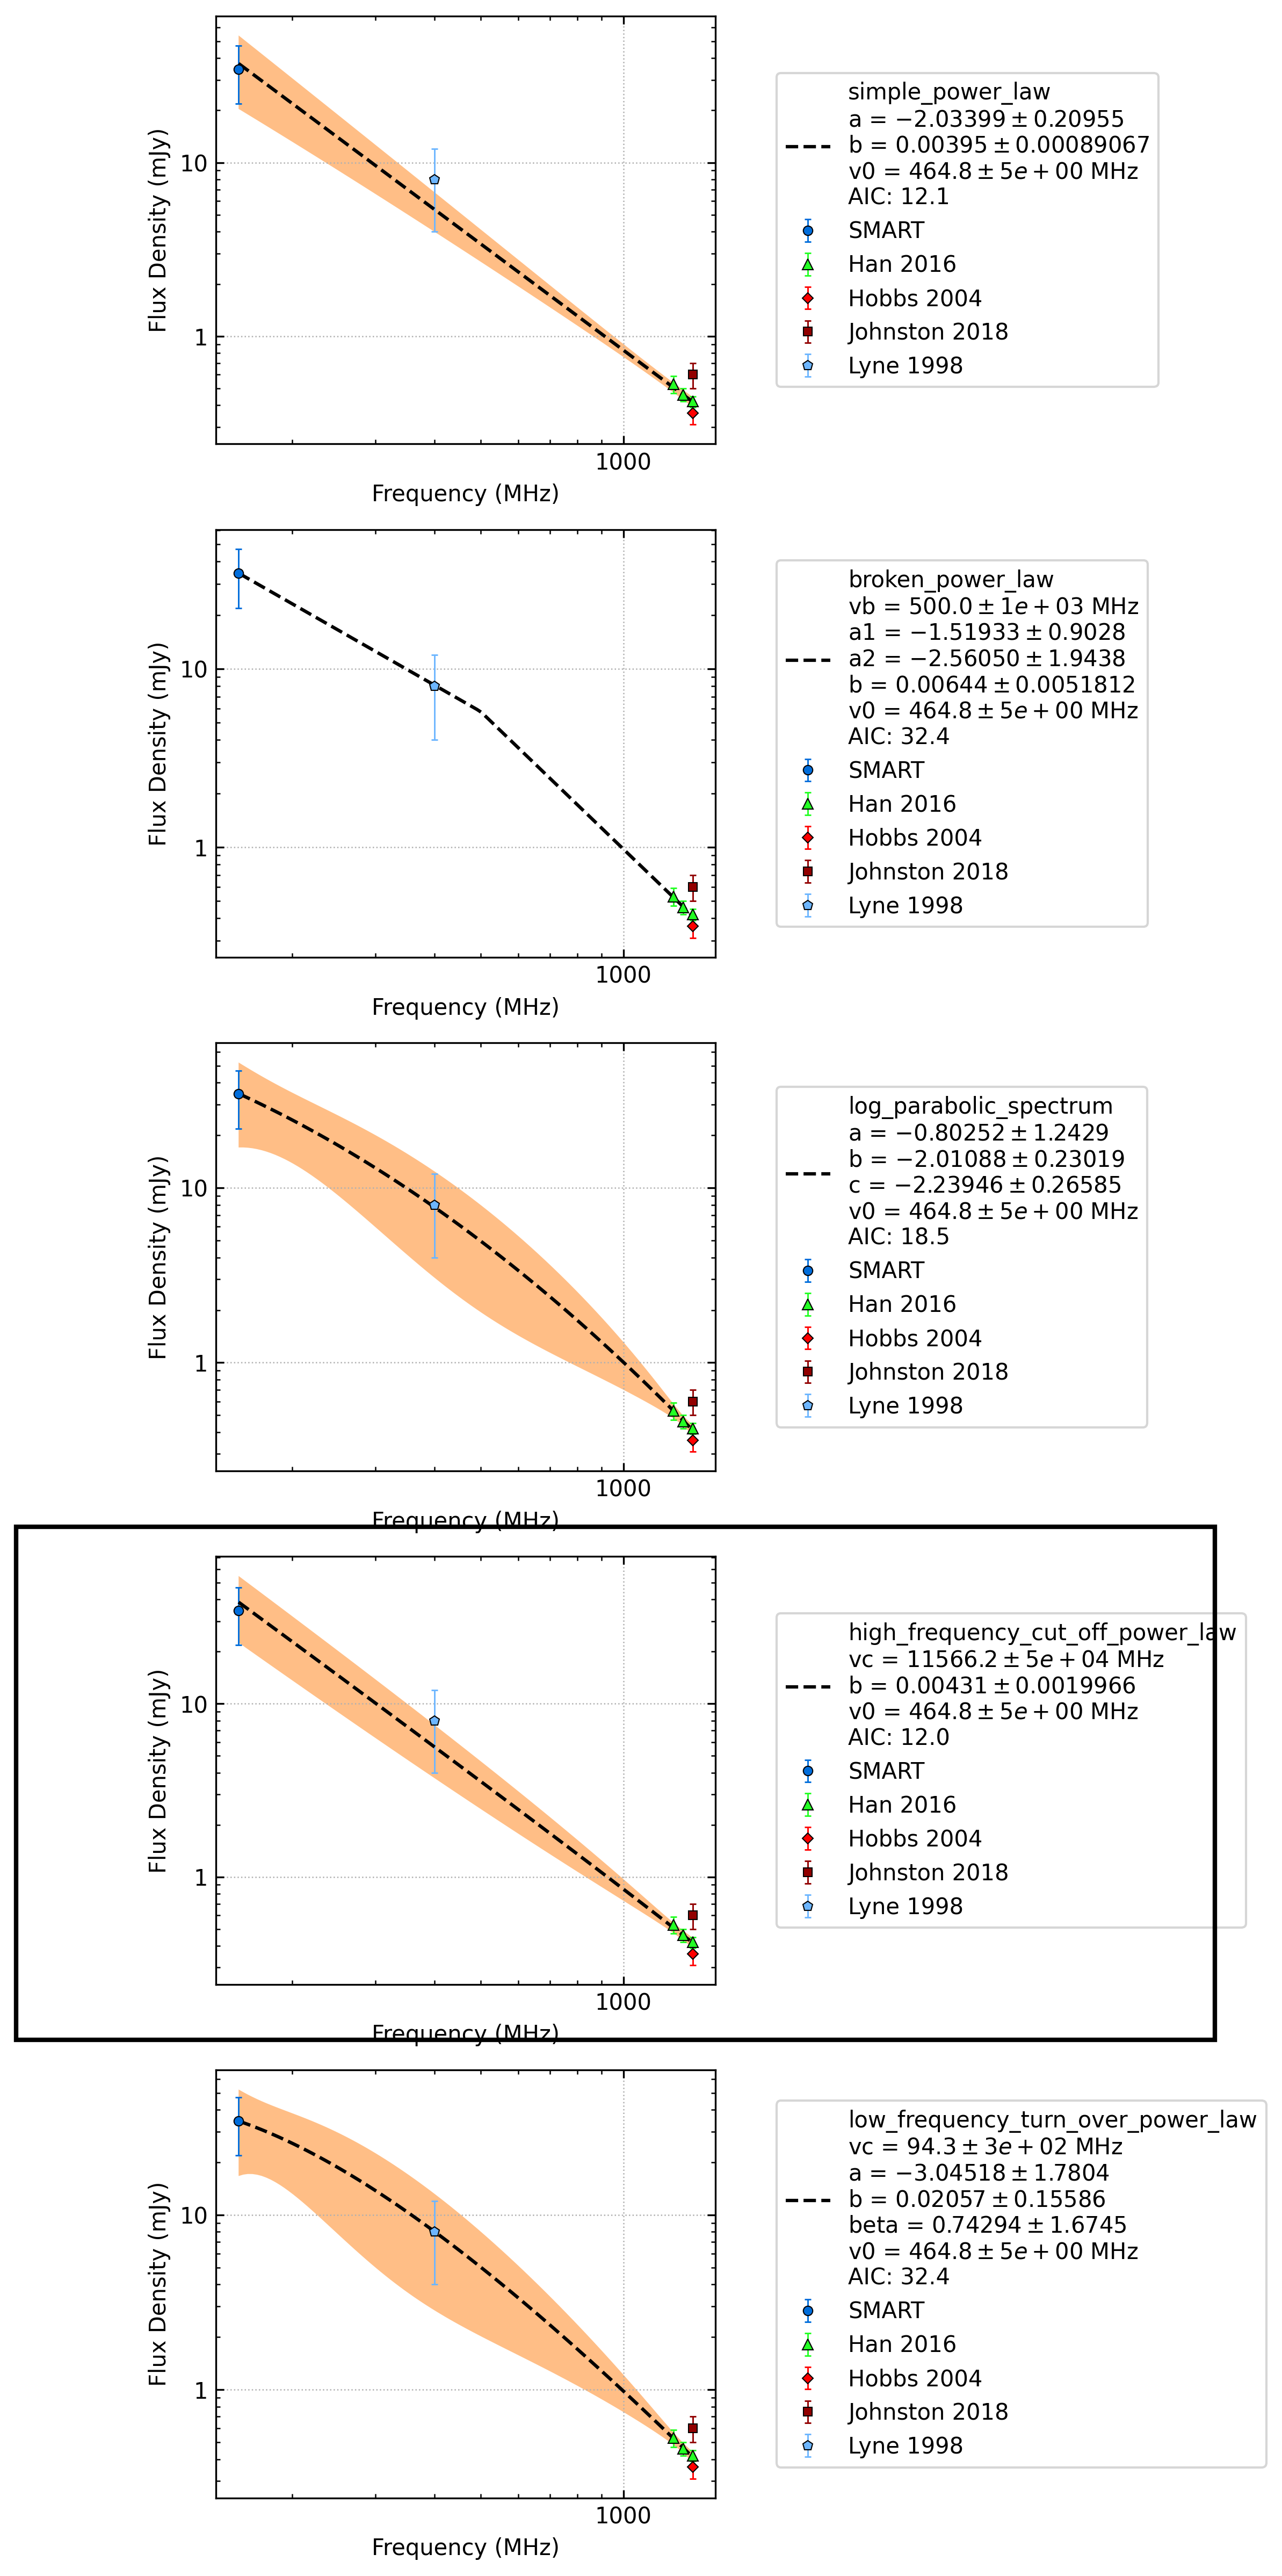 Flux Density (mJy)
10
1
1000
Frequency (MHz)
simple_power_law
a = −2.03399 ± 0.20955
b = 0.00395 ± 0.00089067
v0 = 464.8 ± 5e + 00 MHz
AIC: 12.1
SMART
Han 2016
Hobbs 2004
Johnston 2018
Lyne 1998
Flux Density (mJy)
10
1
1000
Frequency (MHz)
broken_power_law
vb = 500.0 ± 1e + 03 MHz
a1 = −1.51933 ± 0.9028
a2 = −2.56050 ± 1.9438
b = 0.00644 ± 0.0051812
v0 = 464.8 ± 5e + 00 MHz
AIC: 32.4
SMART
Han 2016
Hobbs 2004
Johnston 2018
Lyne 1998
Flux Density (mJy)
10
1
1000
Frequency (MHz)
log_parabolic_spectrum
a = −0.80252 ± 1.2429
b = −2.01088 ± 0.23019
c = −2.23946 ± 0.26585
v0 = 464.8 ± 5e + 00 MHz
AIC: 18.5
SMART
Han 2016
Hobbs 2004
Johnston 2018
Lyne 1998
Flux Density (mJy)
10
1
1000
Frequency (MHz)
high_frequency_cut_off_power_law
vc = 11566.2 ± 5e + 04 MHz
b = 0.00431 ± 0.0019966
v0 = 464.8 ± 5e + 00 MHz
AIC: 12.0
SMART
Han 2016
Hobbs 2004
Johnston 2018
Lyne 1998
Flux Density (mJy)
10
1
1000
Frequency (MHz)
low_frequency_turn_over_power_law
vc = 94.3 ± 3e + 02 MHz
a = −3.04518 ± 1.7804
b = 0.02057 ± 0.15586
beta = 0.74294 ± 1.6745
v0 = 464.8 ± 5e + 00 MHz
AIC: 32.4
SMART
Han 2016
Hobbs 2004
Johnston 2018
Lyne 1998